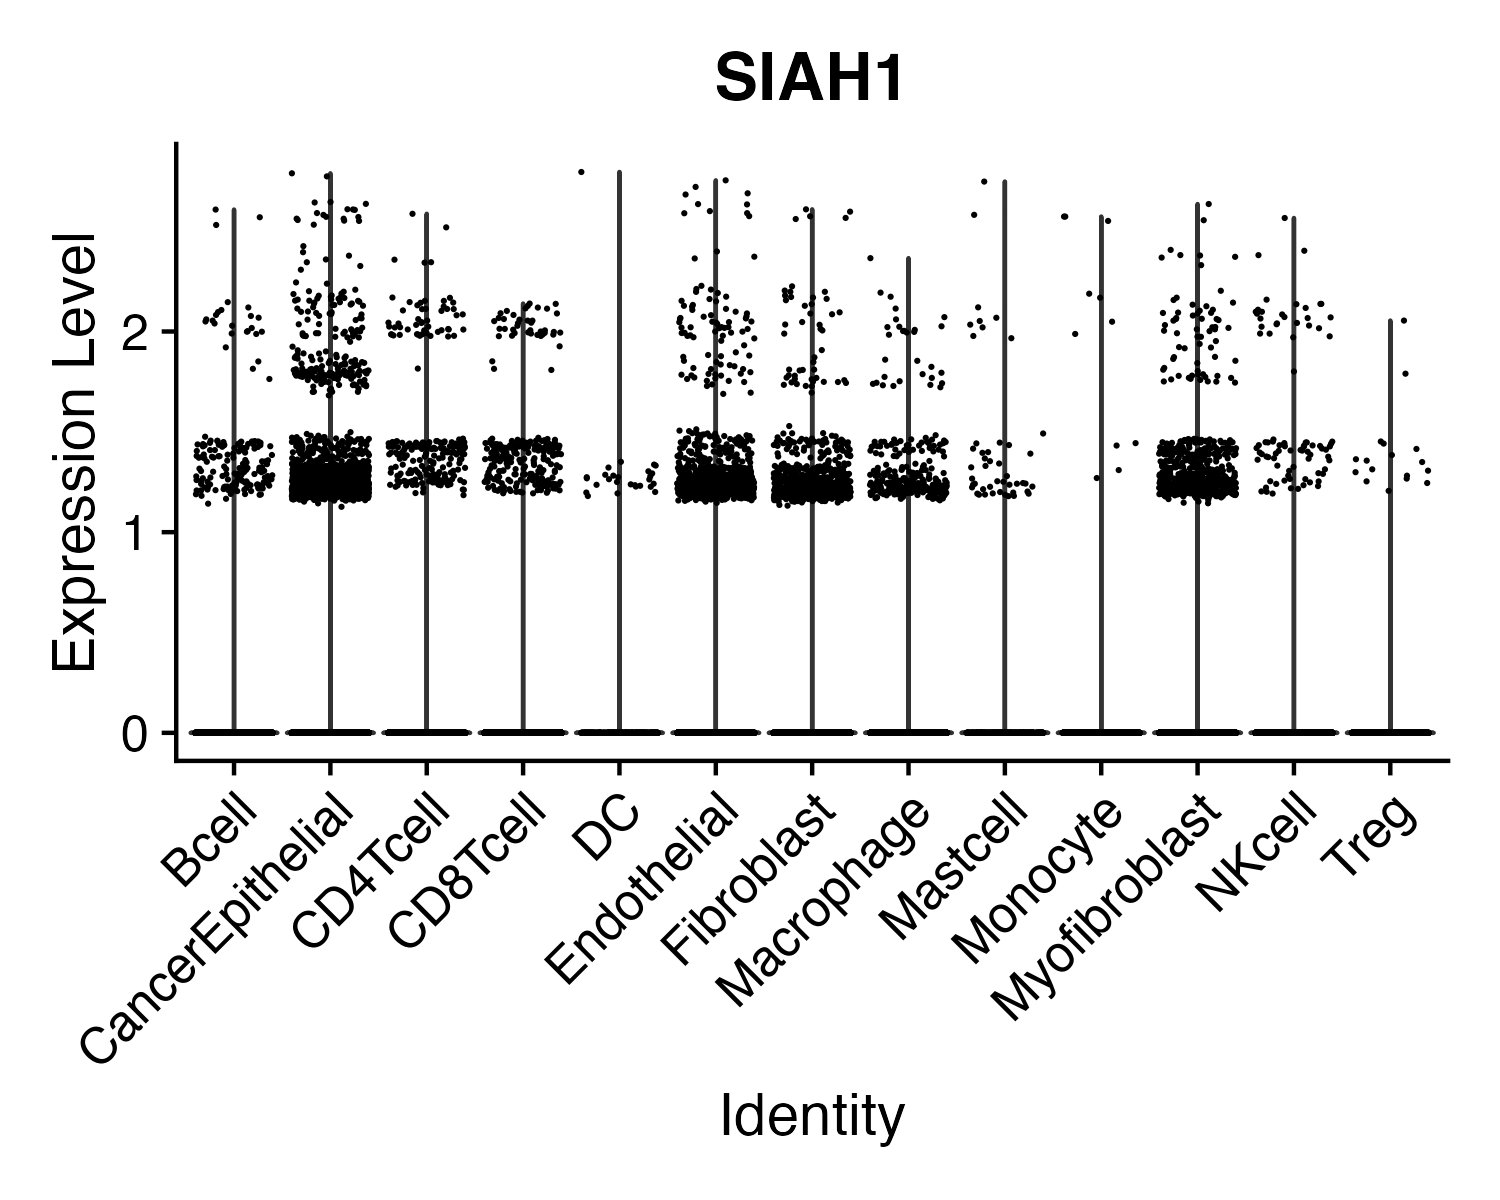 SIAH1
Expression Level
2
1
0
Bcell
CancerEpithelial
CD4Tcell
CD8Tcell
DC
Endothelial
Fibroblast
Macrophage
Mastcell
Monocyte
Myofibroblast
NKcell
Treg
Identity